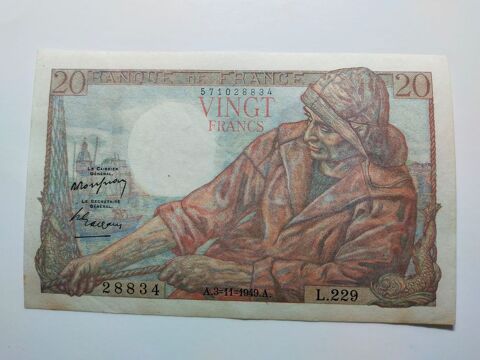 20 BANQUE DE FRANCE 20
571028834
VINGT
FRANCS
LE CAISSIER
GÉNÉRAL,
LE SECRÉTAIRE
GÉNÉRAL,
28834 A.3-11-1949.A. L.229